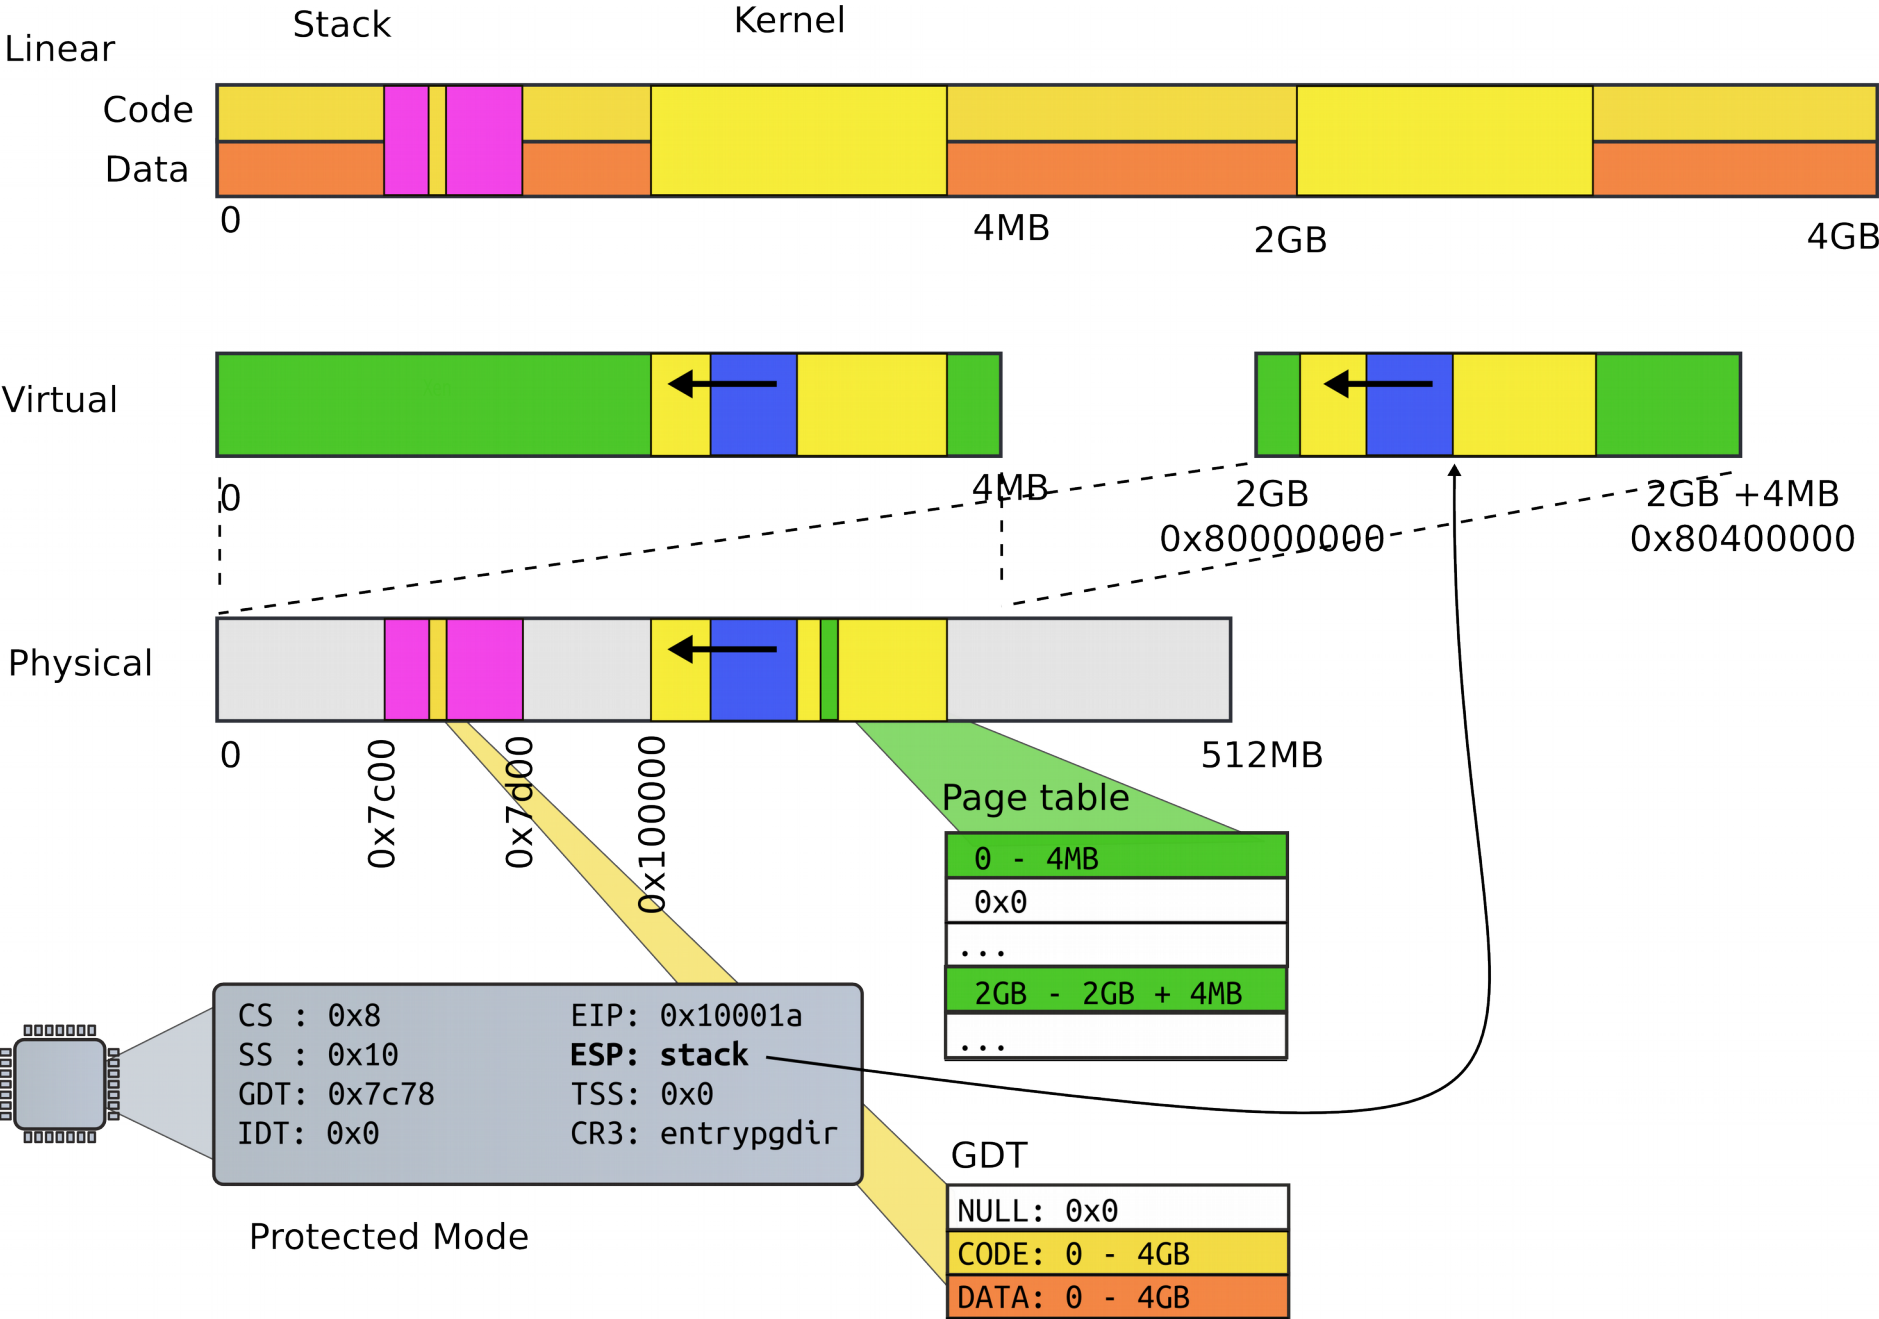 Stack
Kernel
Linear
Code
Data
0
4MB
2GB
4GB
Virtual
0
4MB
2GB
0x80000000
2GB +4MB
0x80400000
Physical
0
0x7c00
0x7d00
0x100000
512MB
Page table
0 - 4MB
0x0
...
2GB - 2GB + 4MB
...
CS : 0x8
SS : 0x10
GDT: 0x7c78
IDT: 0x0
EIP: 0x10001a
ESP: stack
TSS: 0x0
CR3: entrypgdir
Protected Mode
GDT
NULL: 0x0
CODE: 0 - 4GB
DATA: 0 - 4GB